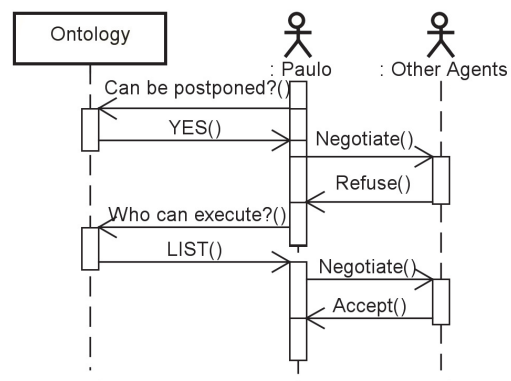 Ontology
: Paulo
: Other Agents
Can be postponed?()
YES()
Negotiate()
Refuse()
Who can execute?()
LIST()
Negotiate()
Accept()